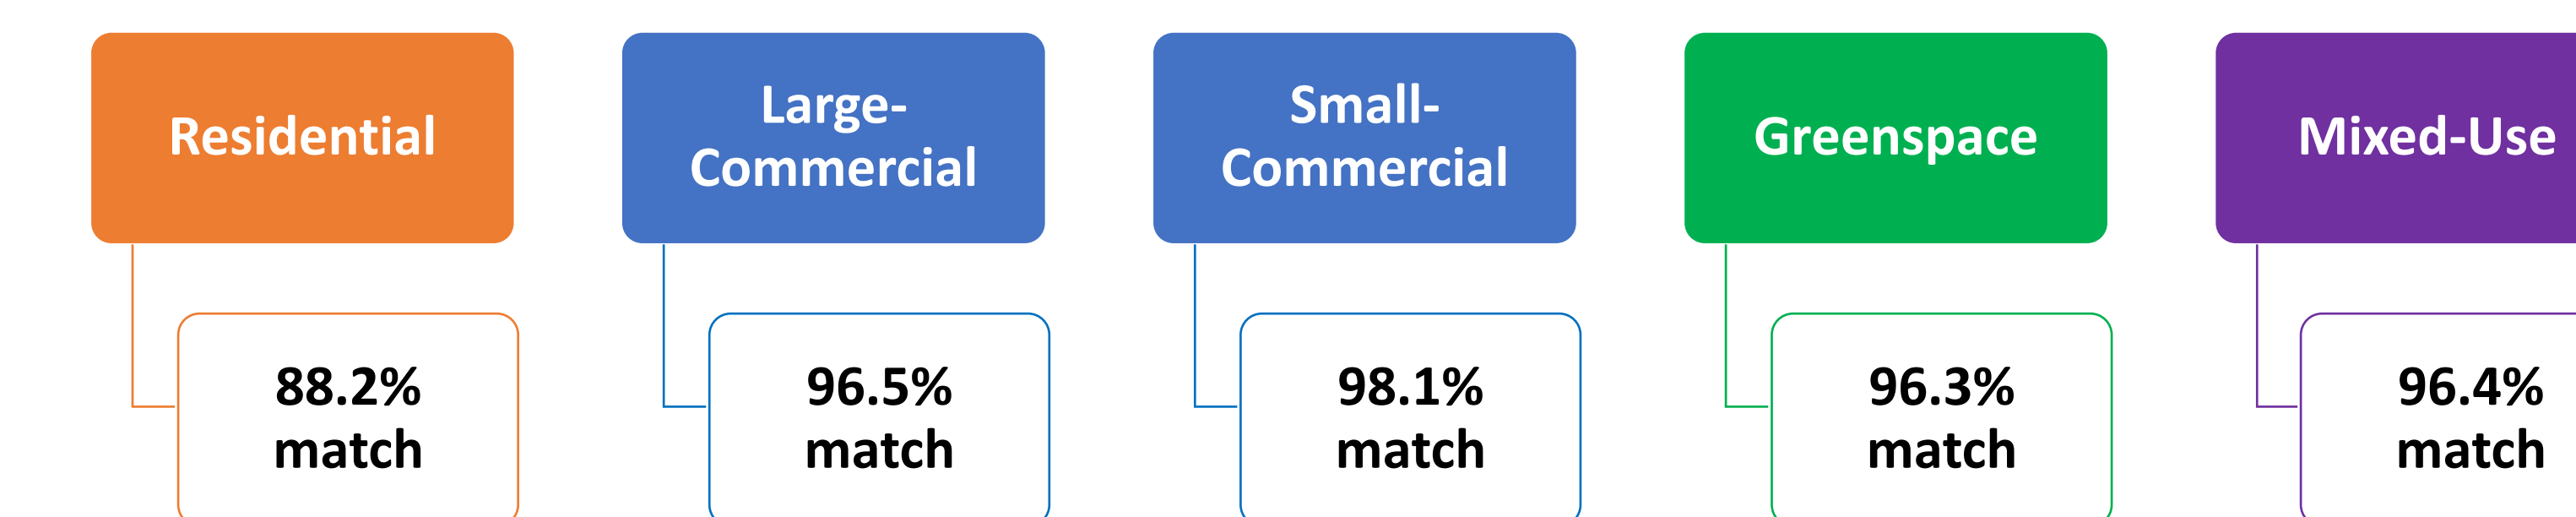 Residential
Large-
Commercial
Small-
Commercial
Greenspace
Mixed-Use
88.2%
match
96.5%
match
98.1%
match
96.3%
match
96.4%
match